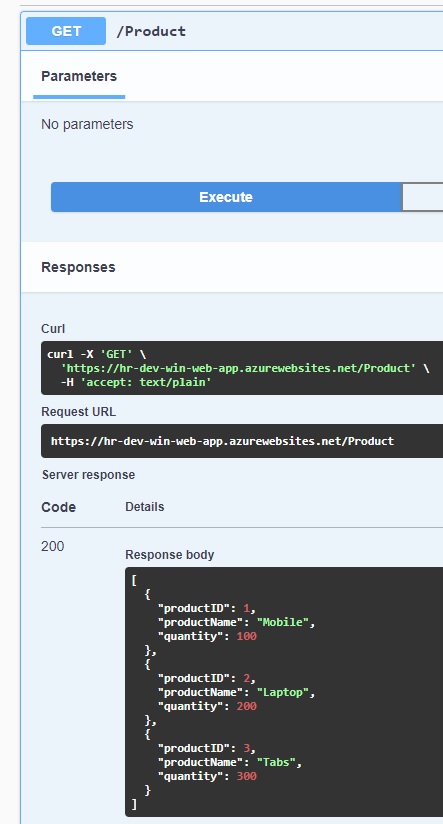 GET /Product
Parameters
No parameters
Execute
Responses
Curl
curl -X 'GET' \
  'https://hr-dev-win-web-app.azurewebsites.net/Product' \
  -H 'accept: text/plain'
Request URL
https://hr-dev-win-web-app.azurewebsites.net/Product
Server response
Code Details
200
Response body
[
  {
    "productID": 1,
    "productName": "Mobile",
    "quantity": 100
  },
  {
    "productID": 2,
    "productName": "Laptop",
    "quantity": 200
  },
  {
    "productID": 3,
    "productName": "Tabs",
    "quantity": 300
  }
]